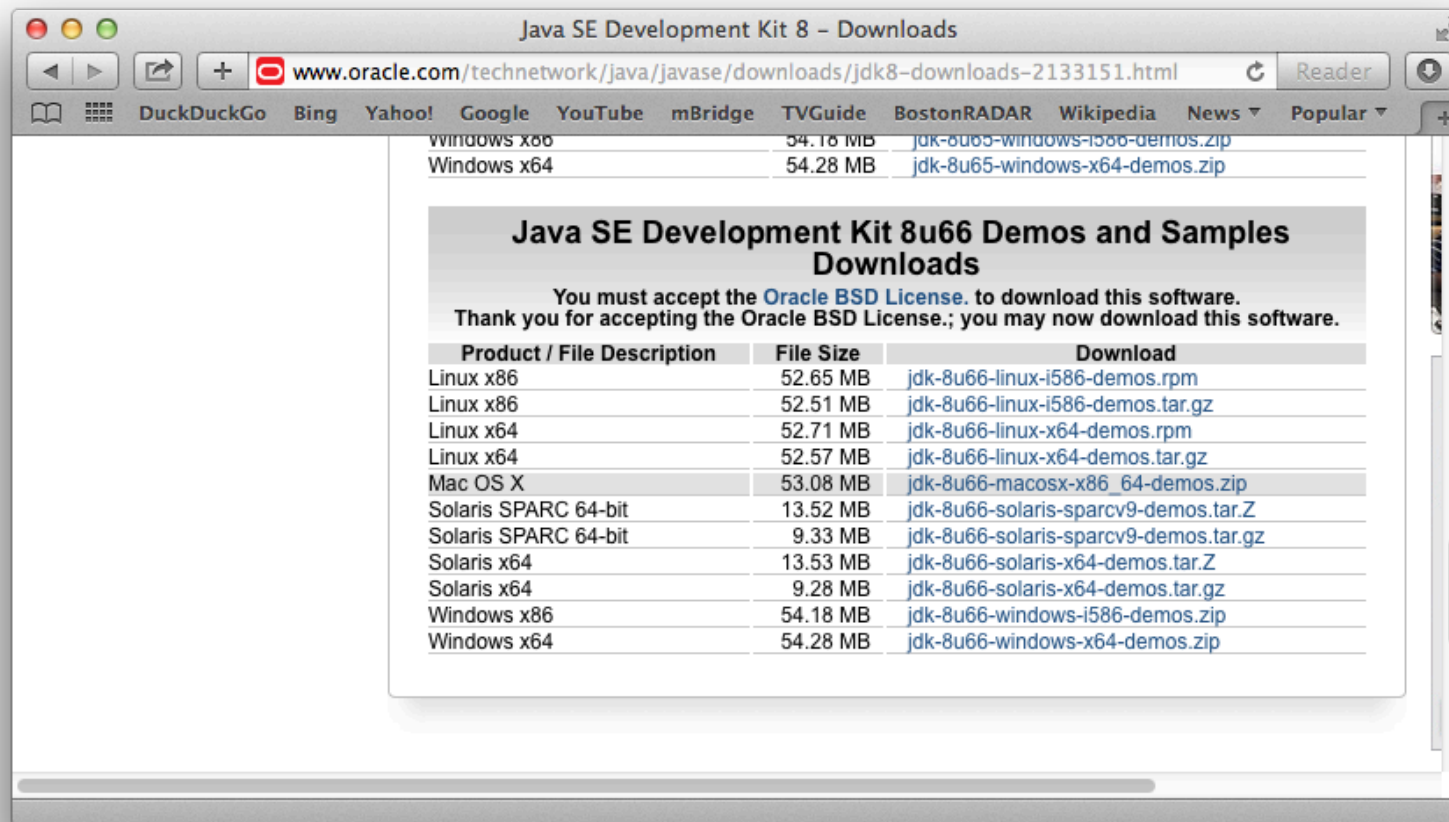 Java SE Development Kit 8 – Downloads
www.oracle.com/technetwork/java/javase/downloads/jdk8-downloads-2133151.html Reader
DuckDuckGo Bing Yahoo! Google YouTube mBridge TVGuide BostonRADAR Wikipedia News Popular
Windows x86 54.18 MB jdk-8u65-windows-i586-demos.zip
Windows x64 54.28 MB jdk-8u65-windows-x64-demos.zip
Java SE Development Kit 8u66 Demos and Samples
Downloads
You must accept the Oracle BSD License. to download this software.
Thank you for accepting the Oracle BSD License.; you may now download this software.
Product / File Description File Size Download
Linux x86 52.65 MB jdk-8u66-linux-i586-demos.rpm
Linux x86 52.51 MB jdk-8u66-linux-i586-demos.tar.gz
Linux x64 52.71 MB jdk-8u66-linux-x64-demos.rpm
Linux x64 52.57 MB jdk-8u66-linux-x64-demos.tar.gz
Mac OS X 53.08 MB jdk-8u66-macosx-x86_64-demos.zip
Solaris SPARC 64-bit 13.52 MB jdk-8u66-solaris-sparcv9-demos.tar.Z
Solaris SPARC 64-bit 9.33 MB jdk-8u66-solaris-sparcv9-demos.tar.gz
Solaris x64 13.53 MB jdk-8u66-solaris-x64-demos.tar.Z
Solaris x64 9.28 MB jdk-8u66-solaris-x64-demos.tar.gz
Windows x86 54.18 MB jdk-8u66-windows-i586-demos.zip
Windows x64 54.28 MB jdk-8u66-windows-x64-demos.zip